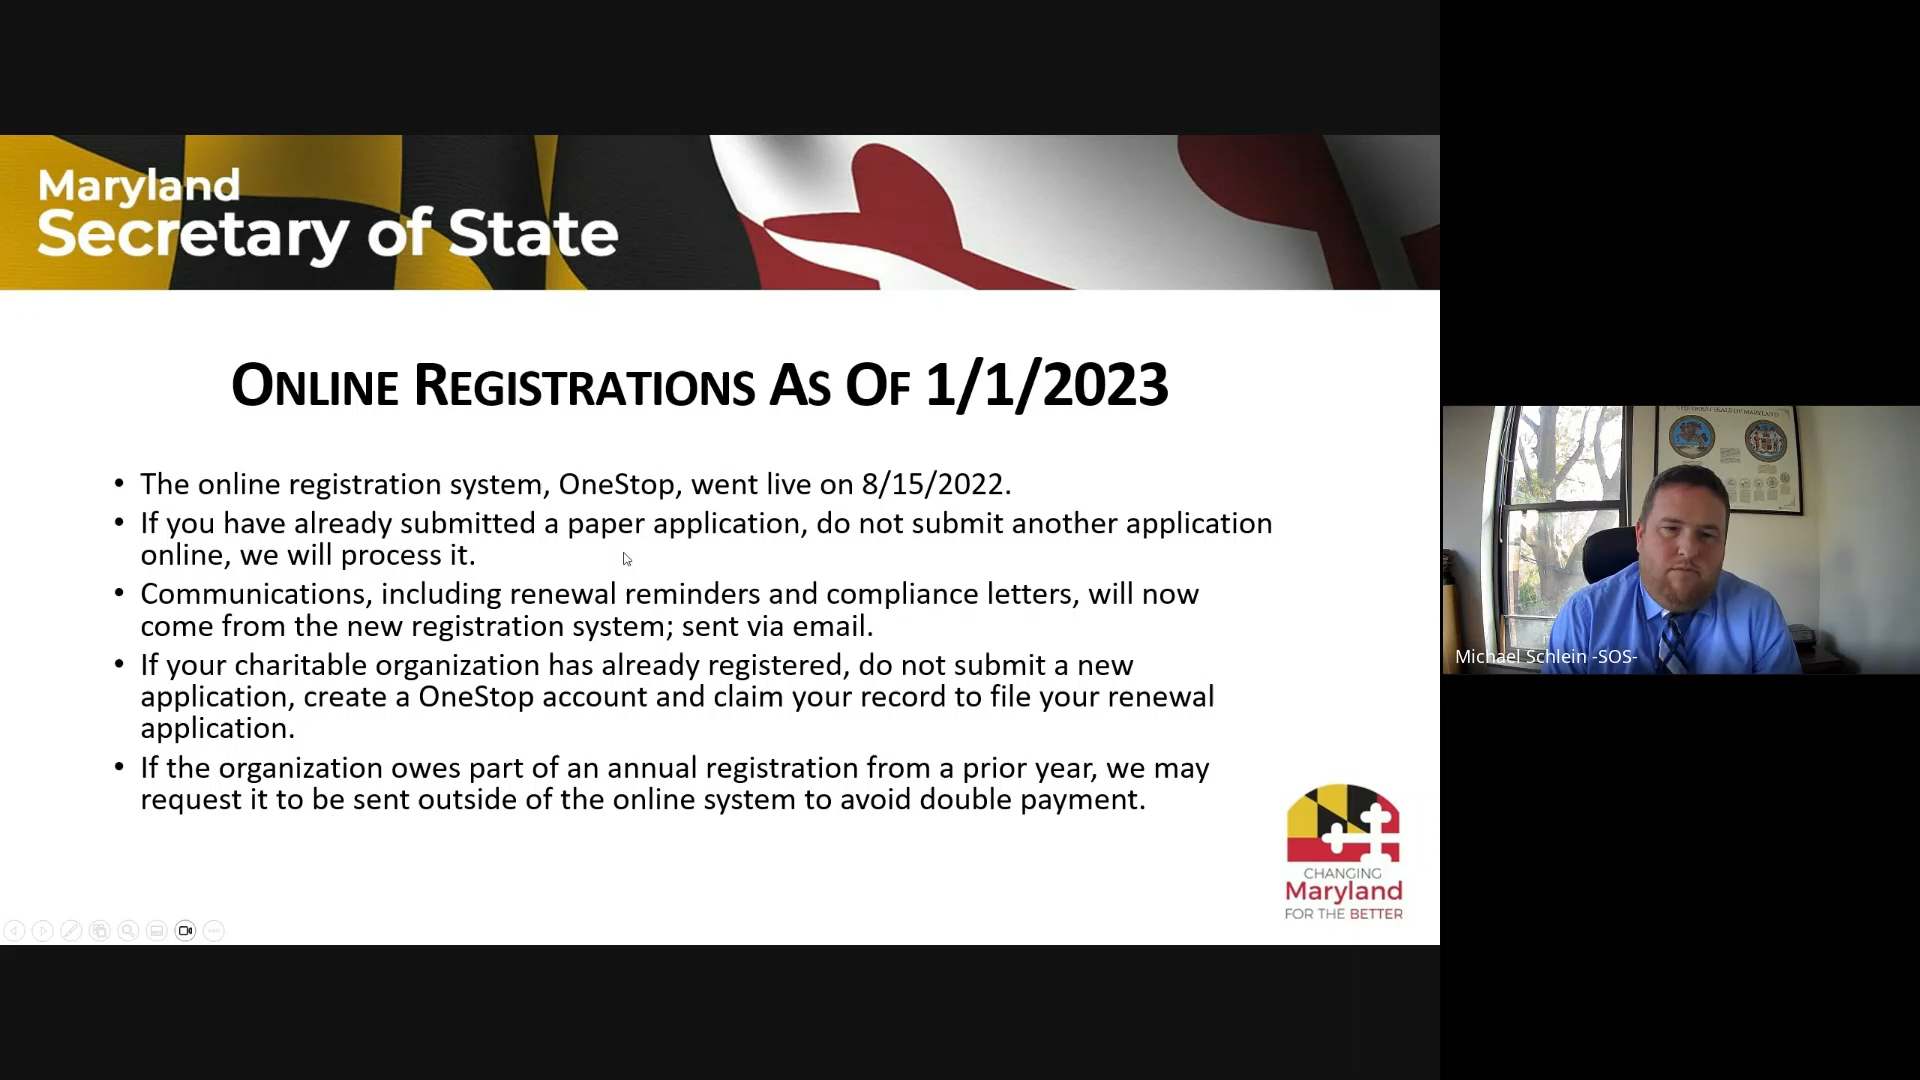 Maryland
Secretary of State
ONLINE REGISTRATIONS AS OF 1/1/2023
• The online registration system, OneStop, went live on 8/15/2022.
• If you have already submitted a paper application, do not submit another application
online, we will process it.
• Communications, including renewal reminders and compliance letters, will now
come from the new registration system; sent via email.
• If your charitable organization has already registered, do not submit a new
application, create a OneStop account and claim your record to file your renewal
application.
• If the organization owes part of an annual registration from a prior year, we may
request it to be sent outside of the online system to avoid double payment.
CHANGING
Maryland
FOR THE BETTER
THE GREAT SEALS OF MARYLAND
Michael Schlein -SOS-